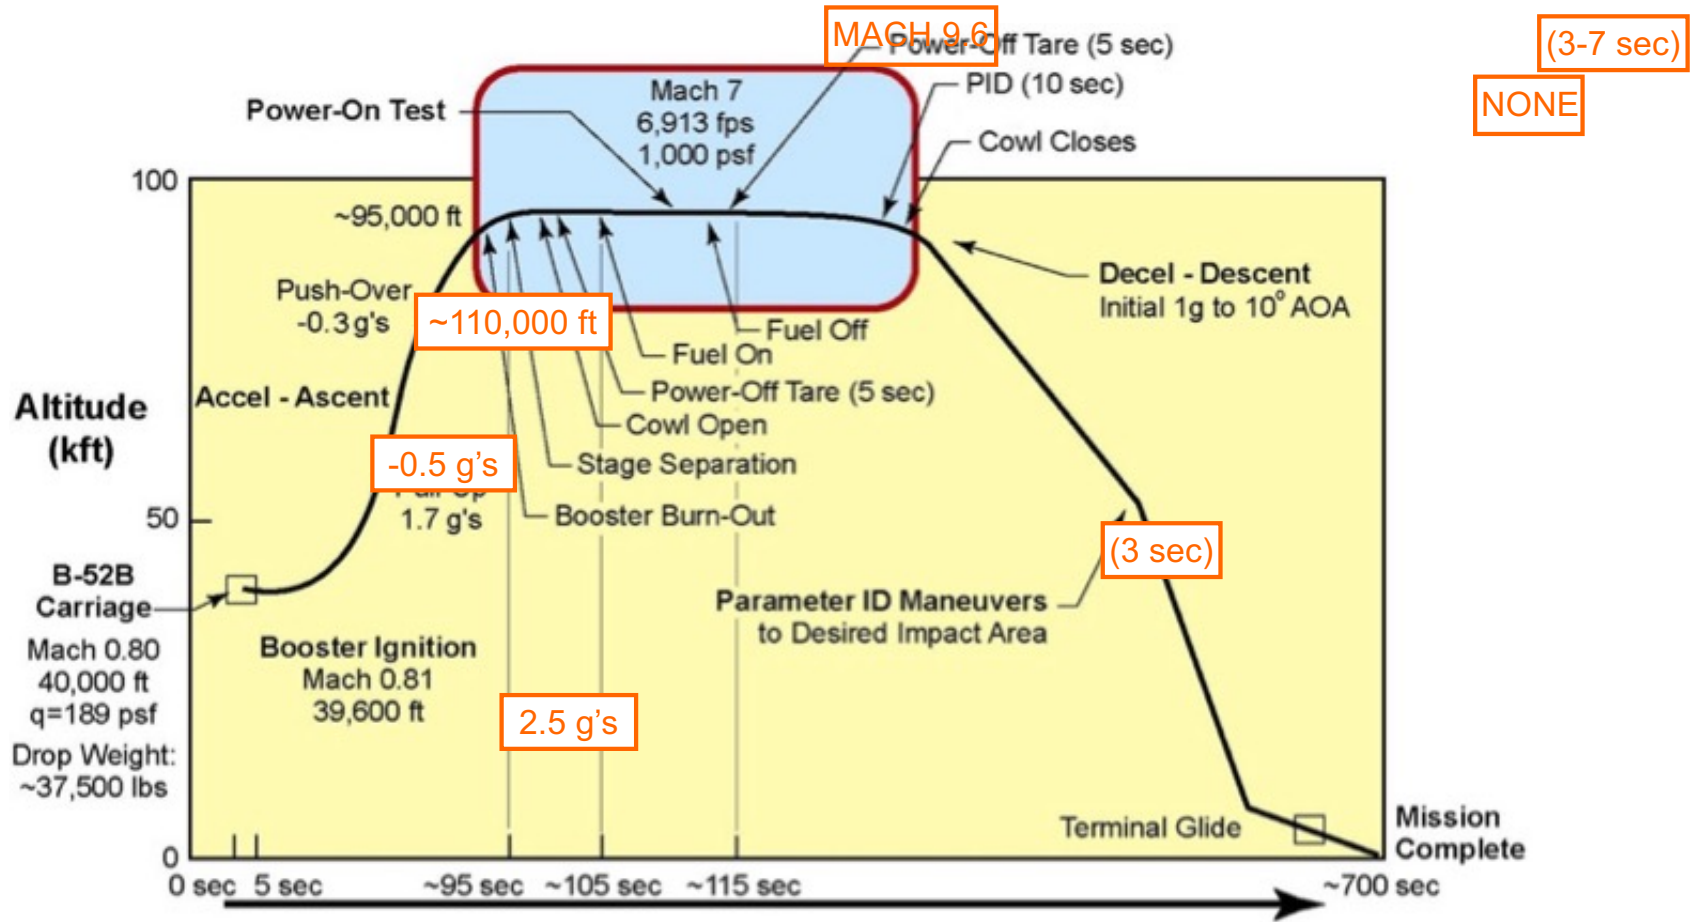 MACH 9.6
Power-Off Tare (5 sec)
(3-7 sec)
PID (10 sec)
NONE
Mach 7
6,913 fps
1,000 psf
Power-On Test
Cowl Closes
100
~95,000 ft
Push-Over
-0.3 g's
~110,000 ft
Decel - Descent
Initial 1g to 10° AOA
Fuel Off
Fuel On
Power-Off Tare (5 sec)
Cowl Open
Stage Separation
Booster Burn-Out
Accel - Ascent
Altitude
(kft)
-0.5 g’s
Pull-Up
1.7 g's
50
(3 sec)
B-52B
Carriage
Mach 0.80
40,000 ft
q=189 psf
Drop Weight:
~37,500 lbs
Booster Ignition
Mach 0.81
39,600 ft
Parameter ID Maneuvers
to Desired Impact Area
2.5 g’s
Terminal Glide
Mission
Complete
0
0 sec
5 sec
~95 sec
~105 sec
~115 sec
~700 sec